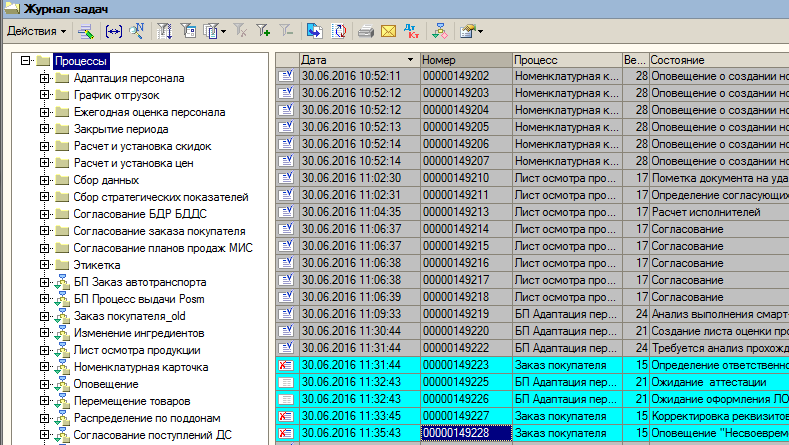 Журнал задач
Действия
Процессы
Адаптация персонала
График отгрузок
Ежегодная оценка персонала
Закрытие периода
Расчет и установка скидок
Расчет и установка цен
Сбор данных
Сбор стратегических показателей
Согласование БДР БДДС
Согласование заказа покупателя
Согласование планов продаж МИС
Этикетка
БП Заказ автотранспорта
БП Процесс выдачи Posm
Заказ покупателя_old
Изменение ингредиентов
Лист осмотра продукции
Номенклатурная карточка
Оповещение
Перемещение товаров
Распределение по поддонам
Согласование поступлений ДС
Дата Номер Процесс Ве... Состояние
30.06.2016 10:52:11 00000149202 Номенклатурная к... 28 Оповещение о создании но
30.06.2016 10:52:12 00000149203 Номенклатурная к... 28 Оповещение о создании но
30.06.2016 10:52:12 00000149204 Номенклатурная к... 28 Оповещение о создании но
30.06.2016 10:52:13 00000149205 Номенклатурная к... 28 Оповещение о создании но
30.06.2016 10:52:14 00000149206 Номенклатурная к... 28 Оповещение о создании но
30.06.2016 10:52:14 00000149207 Номенклатурная к... 28 Оповещение о создании но
30.06.2016 11:02:30 00000149210 Лист осмотра про... 17 Пометка документа на уда
30.06.2016 11:02:31 00000149211 Лист осмотра про... 17 Определение согласующих
30.06.2016 11:04:35 00000149213 Лист осмотра про... 17 Расчет исполнителей
30.06.2016 11:06:37 00000149214 Лист осмотра про... 17 Согласование
30.06.2016 11:06:37 00000149215 Лист осмотра про... 17 Согласование
30.06.2016 11:06:38 00000149216 Лист осмотра про... 17 Согласование
30.06.2016 11:06:39 00000149217 Лист осмотра про... 17 Согласование
30.06.2016 11:06:39 00000149218 Лист осмотра про... 17 Согласование
30.06.2016 11:09:33 00000149219 БП Адаптация пер... 24 Анализ выполнения смарт-
30.06.2016 11:30:44 00000149220 БП Адаптация пер... 21 Создание листа оценки про
30.06.2016 11:30:44 00000149222 БП Адаптация пер... 24 Требуется анализ прохожд
30.06.2016 11:31:44 00000149223 Заказ покупателя 15 Определение ответственно
30.06.2016 11:32:43 00000149225 БП Адаптация пер... 21 Ожидание аттестации
30.06.2016 11:32:43 00000149226 БП Адаптация пер... 21 Ожидание оформления ЛО
30.06.2016 11:33:45 00000149227 Заказ покупателя 15 Корректировка реквизитов
30.06.2016 11:35:43 00000149228 Заказ покупателя 15 Оповещение "Несвоеврем